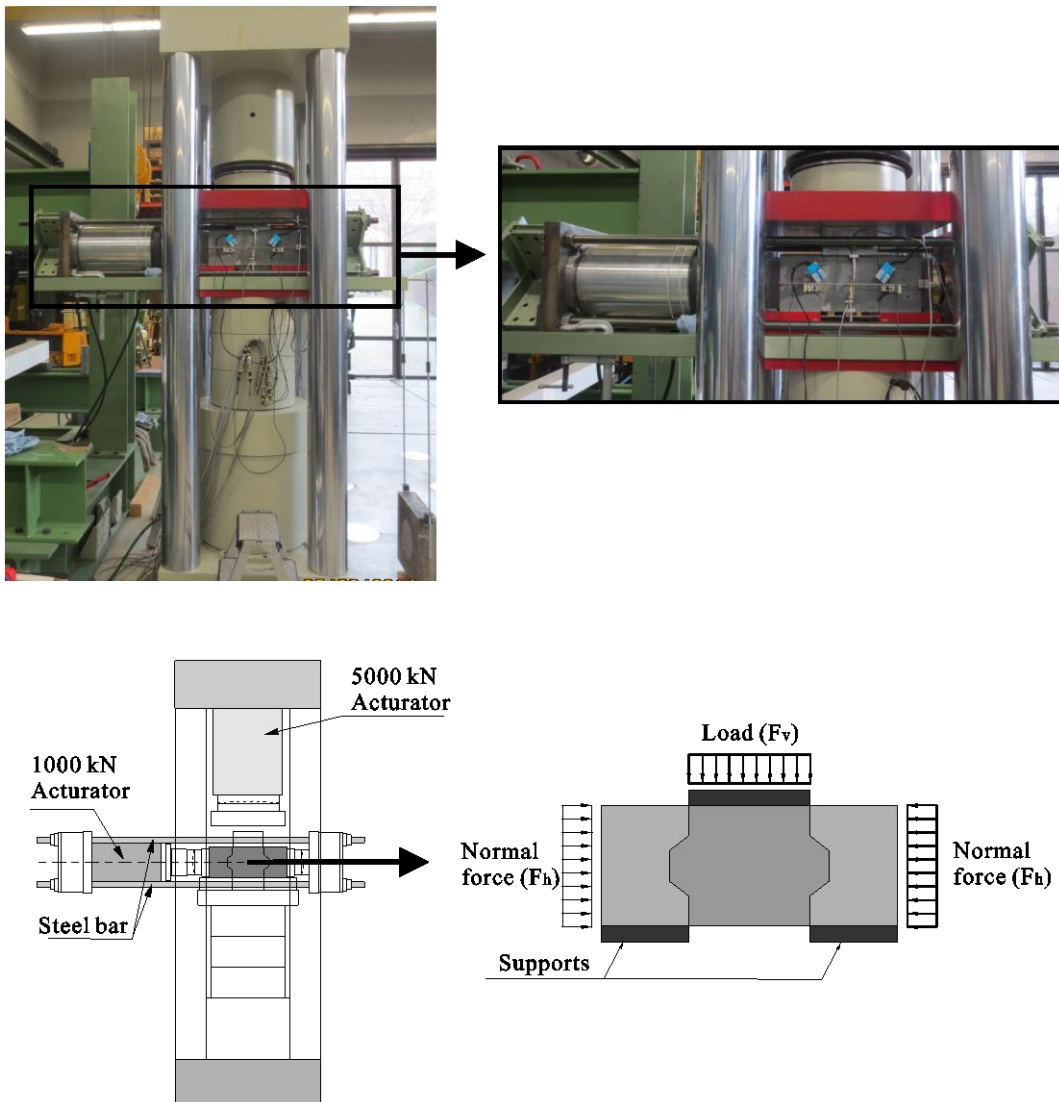 5000 kN
Acturator
1000 kN
Acturator
Steel bar
Load (Fv)
Normal
force (Fh)
Normal
force (Fh)
Supports